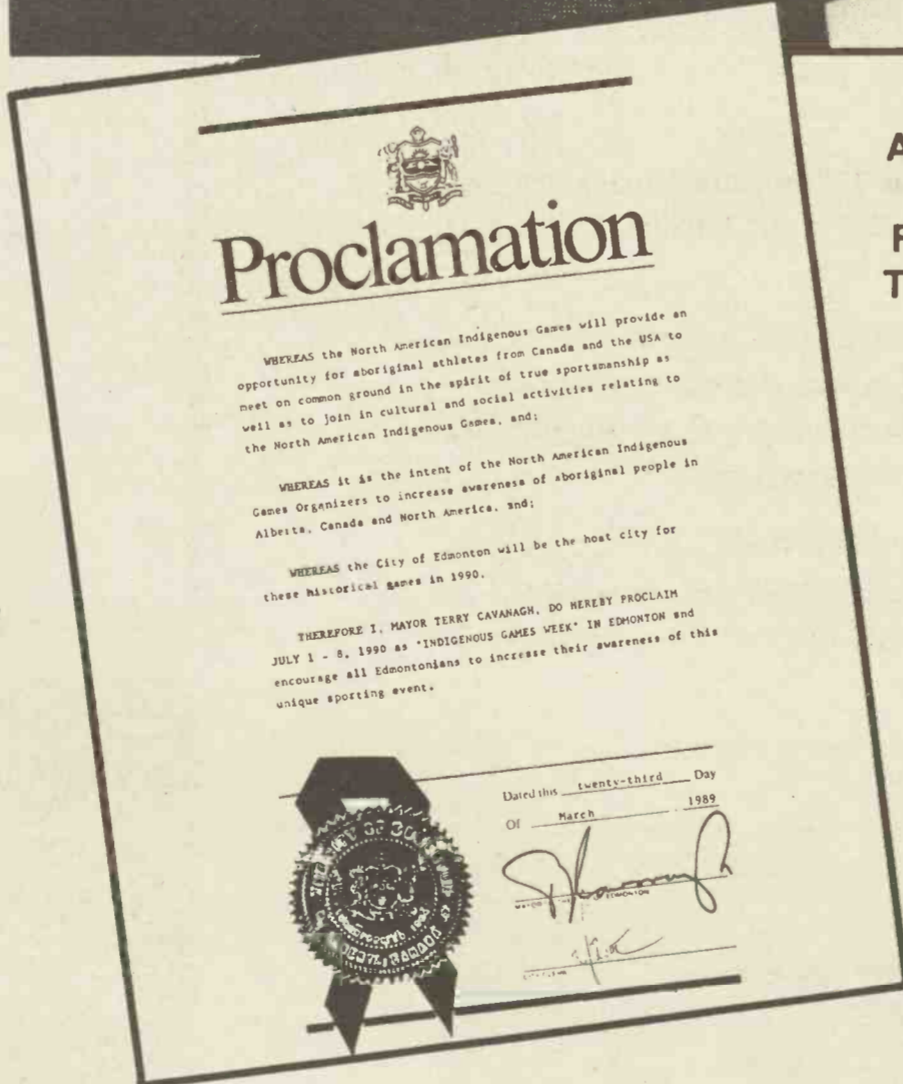 Proclamation
WHEREAS the North American Indigenous Games will provide an
opportunity for aboriginal athletes from Canada and the USA to
meet on common ground in the spirit of true sportsmanship as
well as to join in cultural and social activities relating to
the North American Indigenous Games, and;
WHEREAS it is the intent of the North American Indigenous
Games Organizers to increase awareness of aboriginal people in
Alberta, Canada and North America, and;
WHEREAS the City of Edmonton will be the host city for
these historical games in 1990.
THEREFORE I, MAYOR TERRY CAVANAGH, DO HEREBY PROCLAIM
JULY 1 - 8, 1990 as "INDIGENOUS GAMES WEEK" IN EDMONTON and
encourage all Edmontonians to increase their awareness of this
unique sporting event.
Dated this twenty-third Day
Of March 1989
MAYOR EDMONTON
A
F
T